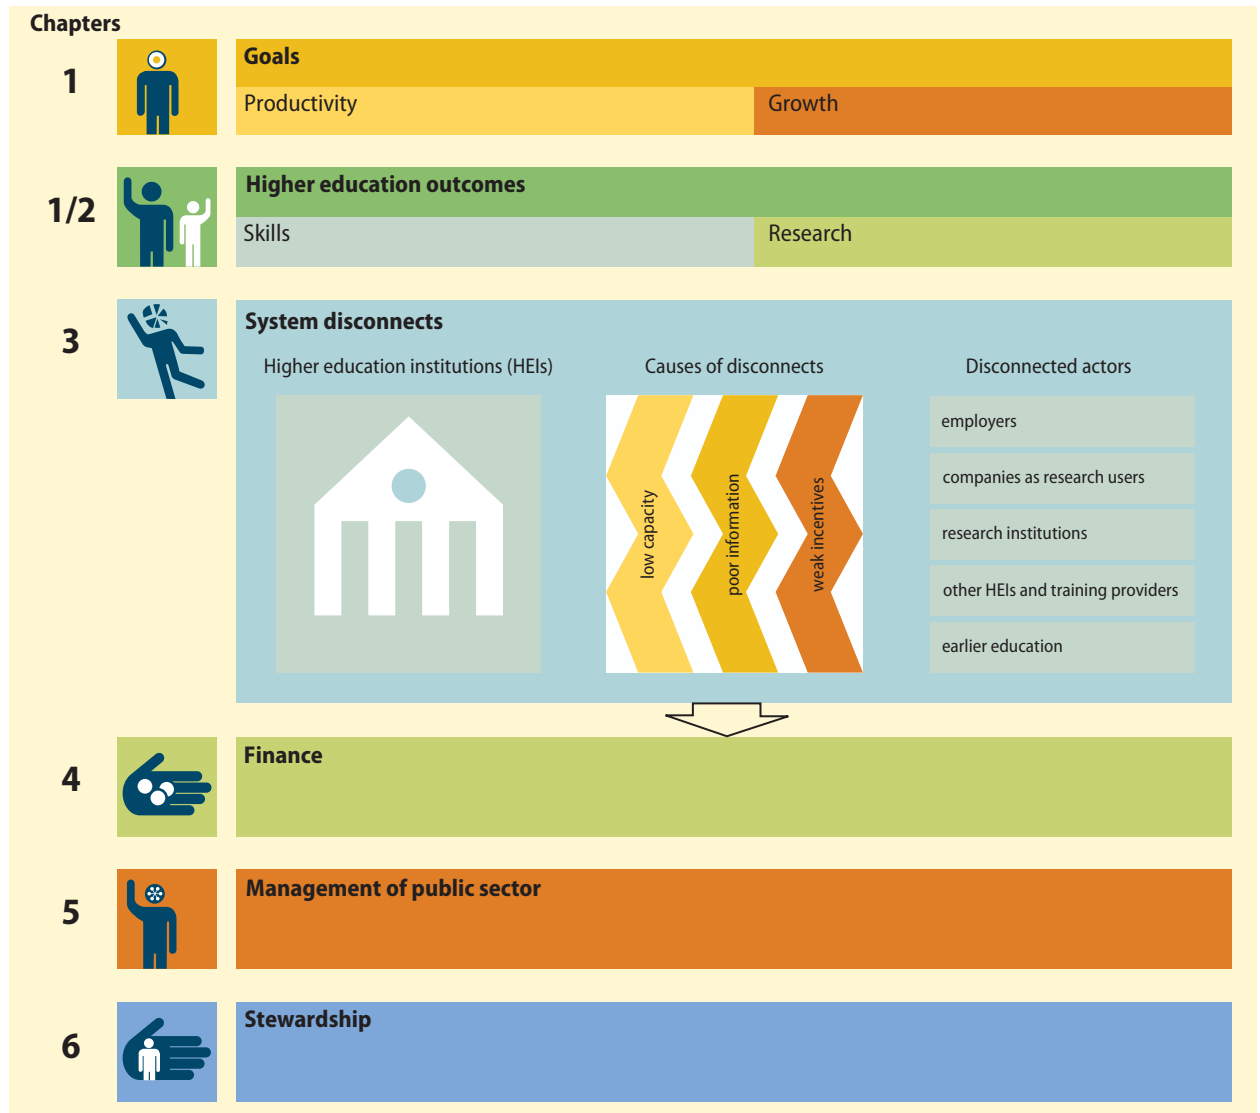 Chapters
1
Goals
Productivity
Growth
1/2
Higher education outcomes
Skills
Research
3
System disconnects
Higher education institutions (HEIs)
Causes of disconnects
Disconnected actors
low capacity
poor information
weak incentives
employers
companies as research users
research institutions
other HEIs and training providers
earlier education
4
Finance
5
Management of public sector
6
Stewardship